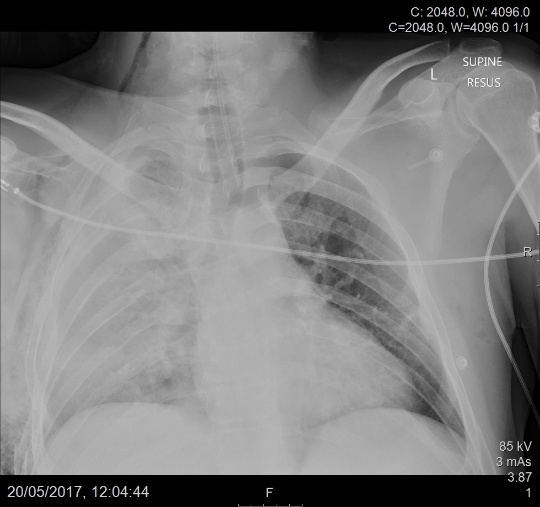 C: 2048.0, W: 4096.0
C=2048.0, W=4096.0 1/1
SUPINE
L
RESUS
R
85 kV
3 mAs
3.87
20/05/2017, 12:04:44
F
1